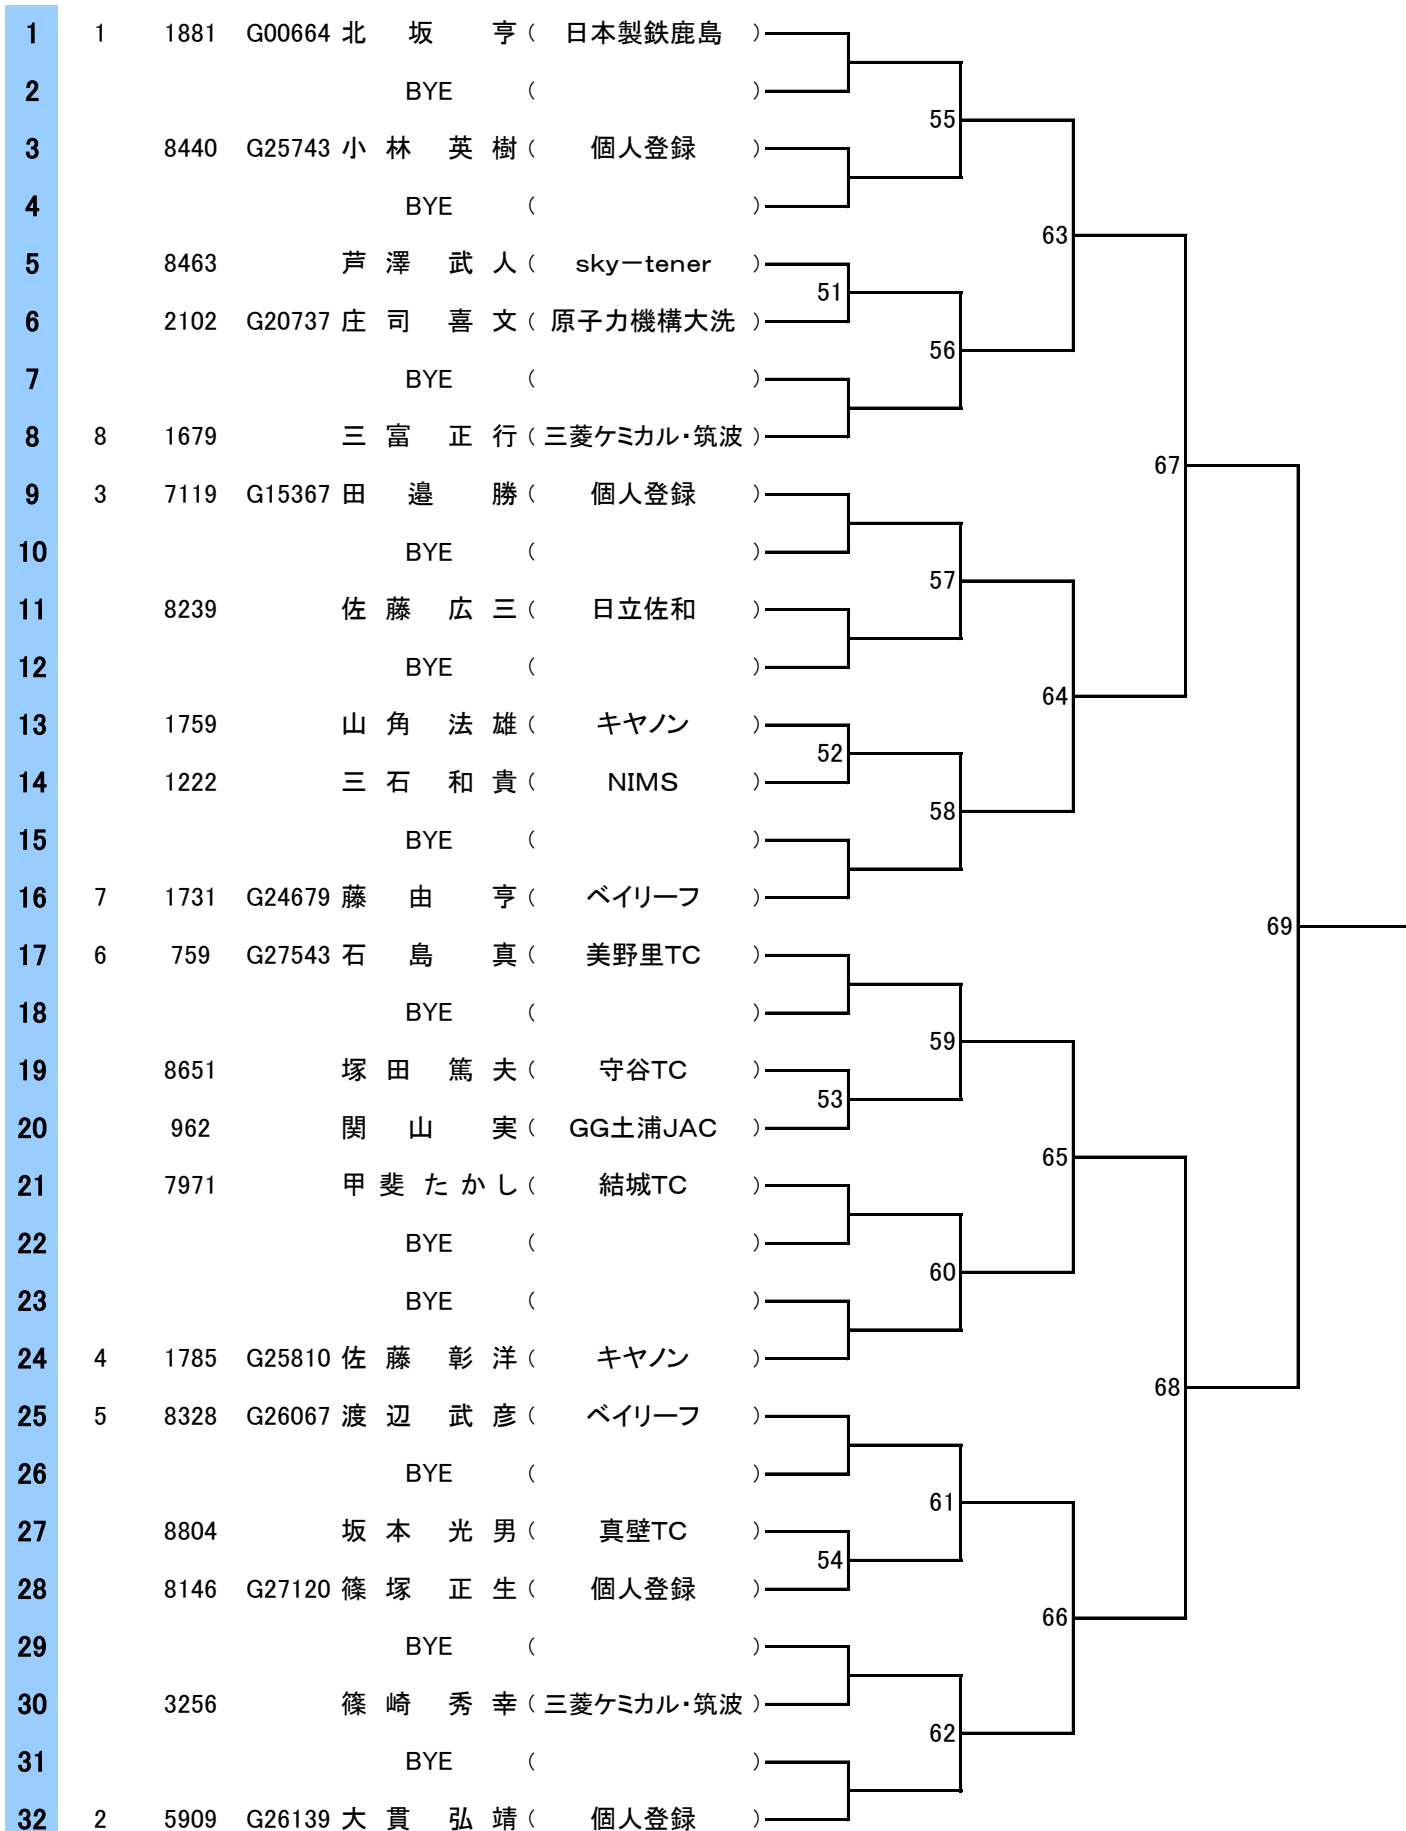 1 1 1881 G00664 北 坂 亨 ( 日本製鉄鹿島 )
2 BYE ( )
55
3 8440 G25743 小 林 英 樹 ( 個人登録 )
4 BYE ( )
63
5 8463 芦 澤 武 人 ( sky－tener )
51
6 2102 G20737 庄 司 喜 文 ( 原子力機構大洗 )
56
7 BYE ( )
8 8 1679 三 富 正 行 ( 三菱ケミカル・筑波 )
67
9 3 7119 G15367 田 邉 勝 ( 個人登録 )
10 BYE ( )
57
11 8239 佐 藤 広 三 ( 日立佐和 )
12 BYE ( )
64
13 1759 山 角 法 雄 ( キヤノン )
52
14 1222 三 石 和 貴 ( NIMS )
58
15 BYE ( )
16 7 1731 G24679 藤 由 亨 ( ベイリーフ )
69
17 6 759 G27543 石 島 真 ( 美野里TC )
18 BYE ( )
59
19 8651 塚 田 篤 夫 ( 守谷TC )
53
20 962 関 山 実 ( GG土浦JAC )
65
21 7971 甲 斐 た か し ( 結城TC )
22 BYE ( )
60
23 BYE ( )
24 4 1785 G25810 佐 藤 彰 洋 ( キヤノン )
68
25 5 8328 G26067 渡 辺 武 彦 ( ベイリーフ )
26 BYE ( )
61
27 8804 坂 本 光 男 ( 真壁TC )
54
28 8146 G27120 篠 塚 正 生 ( 個人登録 )
66
29 BYE ( )
30 3256 篠 崎 秀 幸 ( 三菱ケミカル・筑波 )
62
31 BYE ( )
32 2 5909 G26139 大 貫 弘 靖 ( 個人登録 )